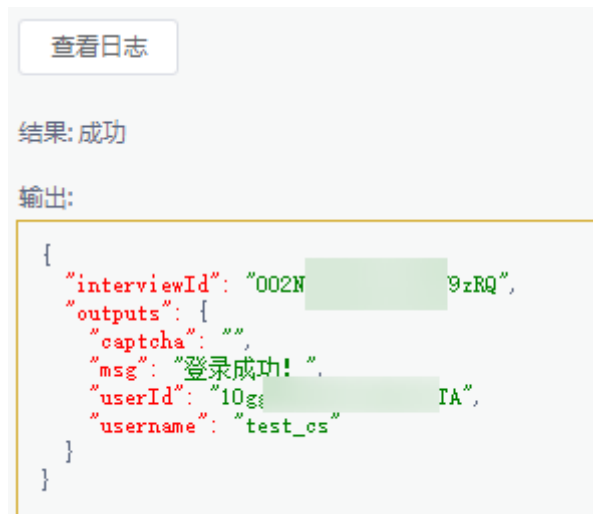 查看日志
结果: 成功
输出:
{
"interviewId": "002N 9zRQ",
"outputs": {
"captcha": "",
"msg": "登录成功！",
"userId": "10gg TA",
"username": "test_cs"
}
}